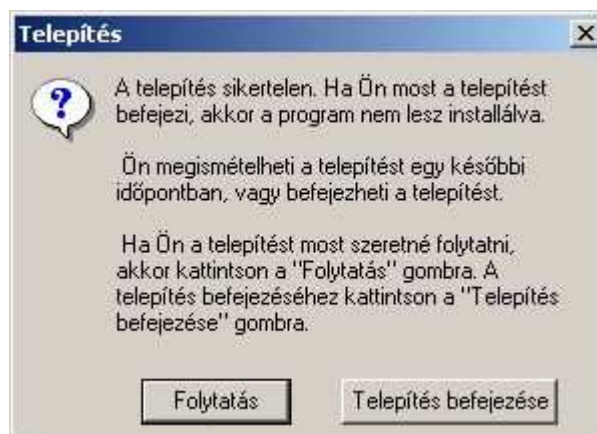 Telepítés
A telepítés sikertelen. Ha Ön most a telepítést
befejezi, akkor a program nem lesz installálva.
Ön megismételheti a telepítést egy későbbi
időpontban, vagy befejezheti a telepítést.
Ha Ön a telepítést most szeretné folytatni,
akkor kattintson a "Folytatás" gombra. A
telepítés befejezéséhez kattintson a "Telepítés
befejezése" gombra.
Folytatás
Telepítés befejezése